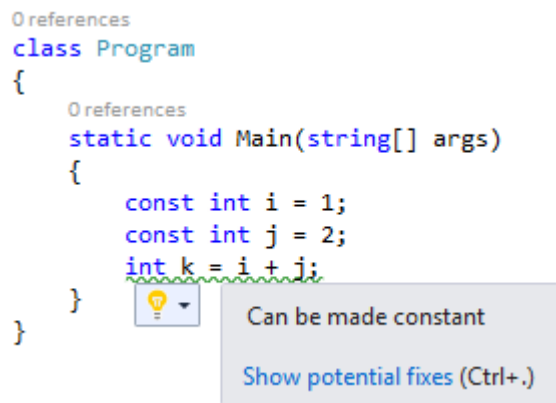 0 references
class Program
{
0 references
static void Main(string[] args)
{
const int i = 1;
const int j = 2;
int k = i + j;
}
}
Can be made constant
Show potential fixes (Ctrl+.)